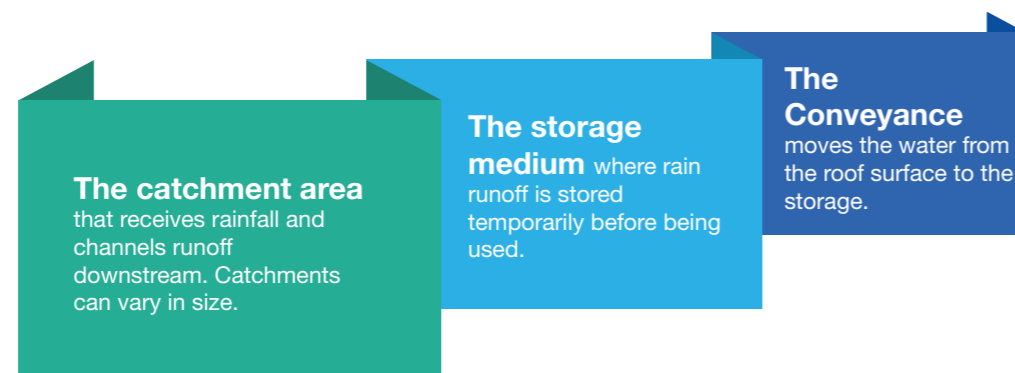 The catchment area
that receives rainfall and
channels runoff
downstream. Catchments
can vary in size.
The storage
medium where rain
runoff is stored
temporarily before being
used.
The
Conveyance
moves the water from
the roof surface to the
storage.